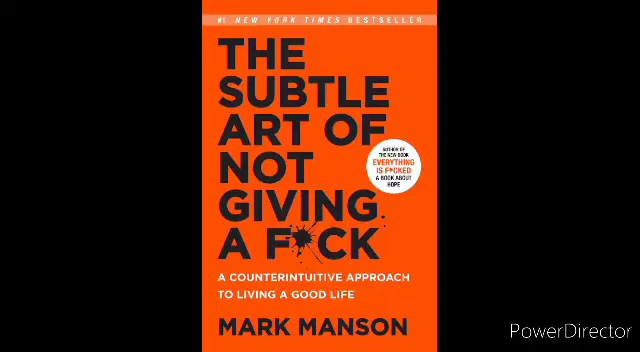 #1 NEW YORK TIMES BESTSELLER
THE
SUBTLE
ART OF
NOT
GIVING
A F*CK
AUTHOR OF
THE NEW BOOK
EVERYTHING
IS F*CKED
A BOOK ABOUT
HOPE
A COUNTERINTUITIVE APPROACH
TO LIVING A GOOD LIFE
MARK MANSON
PowerDirector